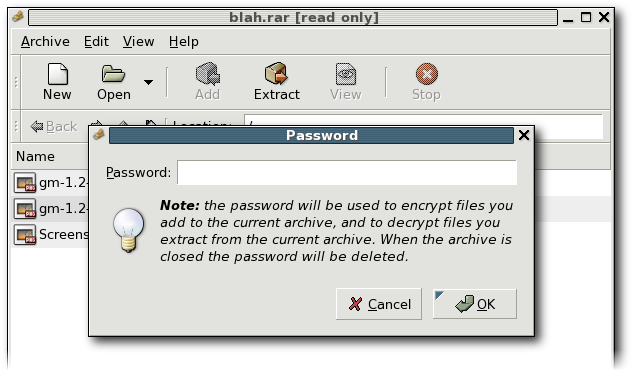 blah.rar [read only]
Archive Edit View Help
New Open Add Extract View Stop
Back Location: /
Name
Password
gm-1.2-
gm-1.2-
Screens
Password:
Note: the password will be used to encrypt files you
add to the current archive, and to decrypt files you
extract from the current archive. When the archive is
closed the password will be deleted.
Cancel OK